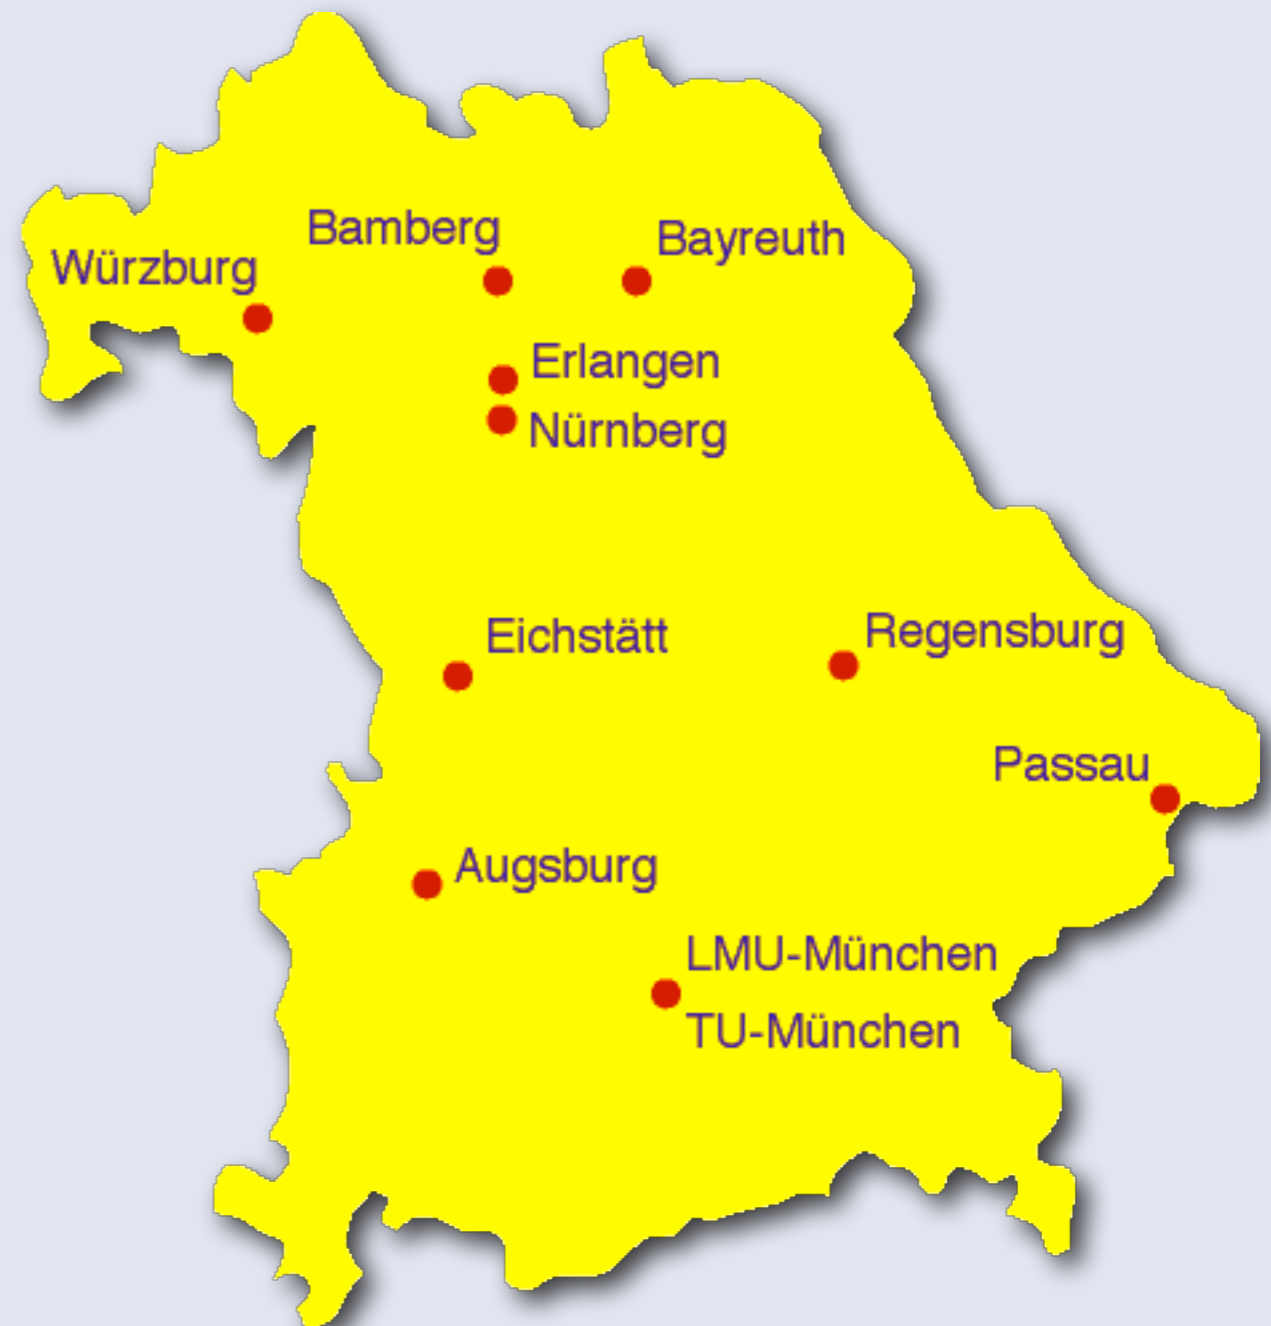 Bamberg
Bayreuth
Würzburg
Erlangen
Nürnberg
Eichstätt
Regensburg
Passau
Augsburg
LMU-München
TU-München